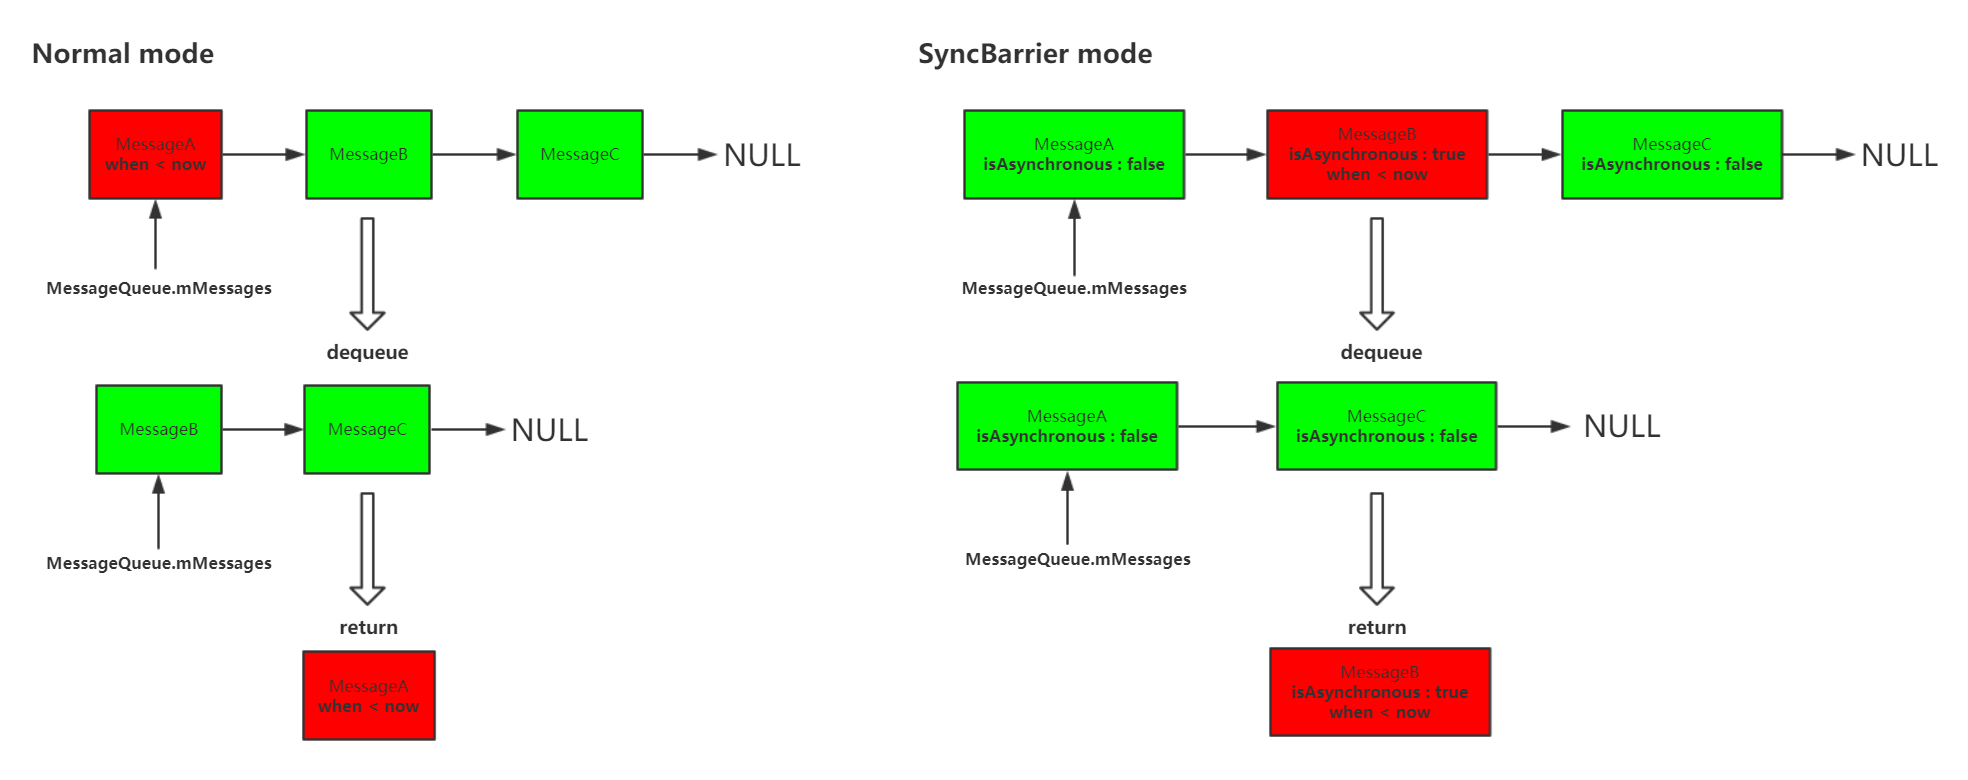 Normal mode
MessageA
when < now
MessageB
MessageC
NULL
MessageQueue.mMessages
dequeue
MessageB
MessageC
NULL
MessageQueue.mMessages
return
MessageA
when < now
SyncBarrier mode
MessageA
isAsynchronous : false
MessageB
isAsynchronous : true
when < now
MessageC
isAsynchronous : false
NULL
MessageQueue.mMessages
dequeue
MessageA
isAsynchronous : false
MessageC
isAsynchronous : false
NULL
MessageQueue.mMessages
return
MessageB
isAsynchronous : true
when < now